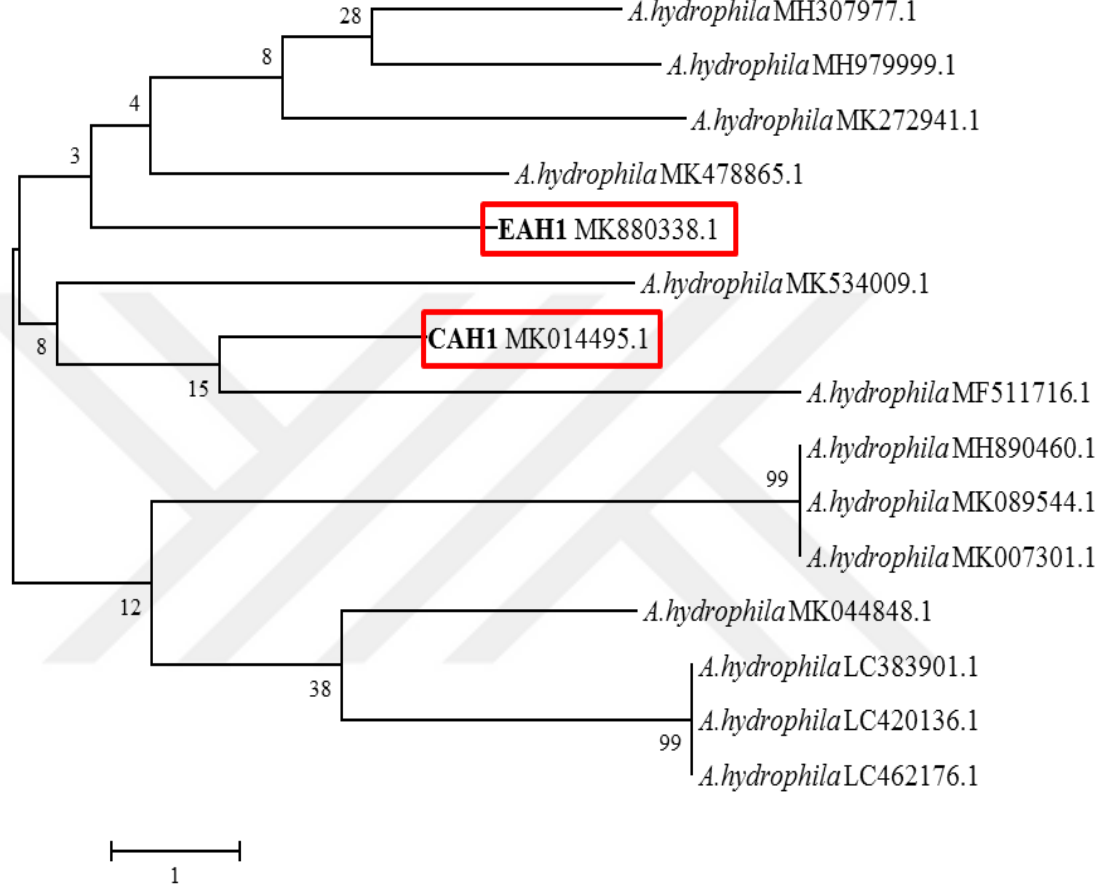 28
A.hydrophila MH307977.1
8
A.hydrophila MH979999.1
4
A.hydrophila MK272941.1
3
A.hydrophila MK478865.1
EAH1 MK880338.1
A.hydrophila MK534009.1
8
CAH1 MK014495.1
15
A.hydrophila MF511716.1
A.hydrophila MH890460.1
99
A.hydrophila MK089544.1
A.hydrophila MK007301.1
12
A.hydrophila MK044848.1
38
A.hydrophila LC383901.1
A.hydrophila LC420136.1
99
A.hydrophila LC462176.1
1